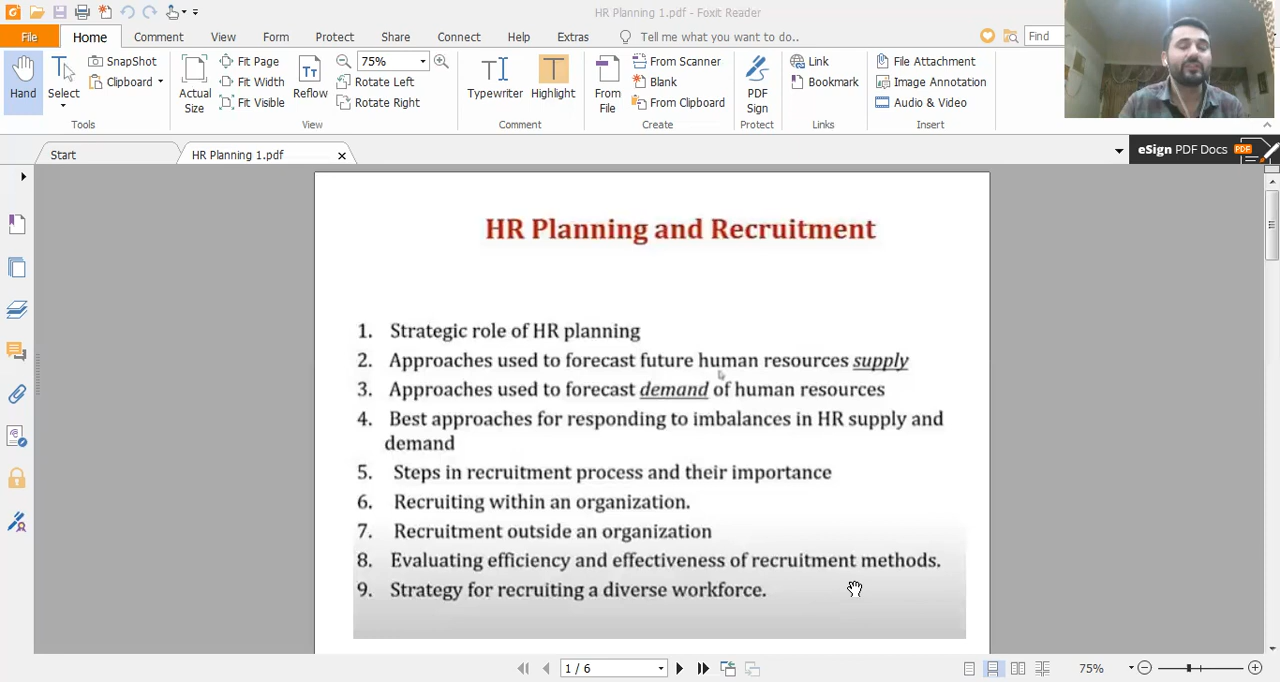 HR Planning 1.pdf - Foxit Reader
File Home Comment View Form Protect Share Connect Help Extras Tell me what you want to do.. Find
Hand
Select
SnapShot
Clipboard
Tools
Actual Size
Fit Page
Fit Width
Fit Visible
Reflow
75%
Rotate Left
Rotate Right
View
Typewriter
Highlight
Comment
From File
From Scanner
Blank
From Clipboard
Create
PDF Sign
Protect
Link
Bookmark
Links
File Attachment
Image Annotation
Audio & Video
Insert
Start
HR Planning 1.pdf
eSign PDF Docs PDF
HR Planning and Recruitment
1. Strategic role of HR planning
2. Approaches used to forecast future human resources supply
3. Approaches used to forecast demand of human resources
4. Best approaches for responding to imbalances in HR supply and
demand
5. Steps in recruitment process and their importance
6. Recruiting within an organization.
7. Recruitment outside an organization
8. Evaluating efficiency and effectiveness of recruitment methods.
9. Strategy for recruiting a diverse workforce.
1 / 6
75%